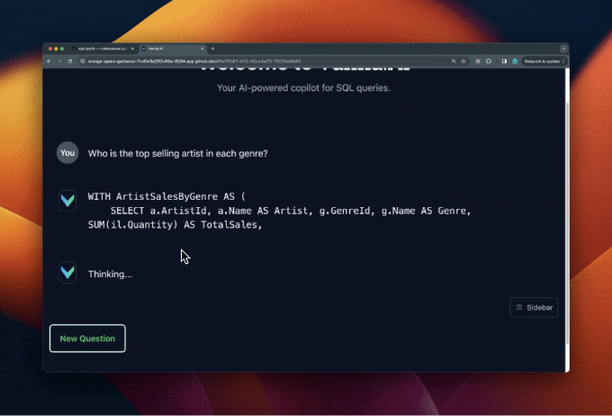 Your AI-powered copilot for SQL queries.
You
Who is the top selling artist in each genre?
WITH ArtistSalesByGenre AS (
SELECT a.ArtistId, a.Name AS Artist, g.GenreId, g.Name AS Genre,
SUM(il.Quantity) AS TotalSales,
Thinking...
Sidebar
New Question